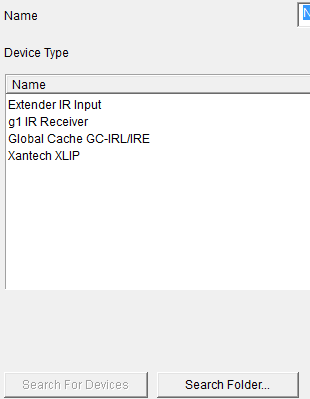 Name
Device Type
Name
Extender IR Input
g1 IR Receiver
Global Cache GC-IRL/IRE
Xantech XLIP
Search For Devices
Search Folder...